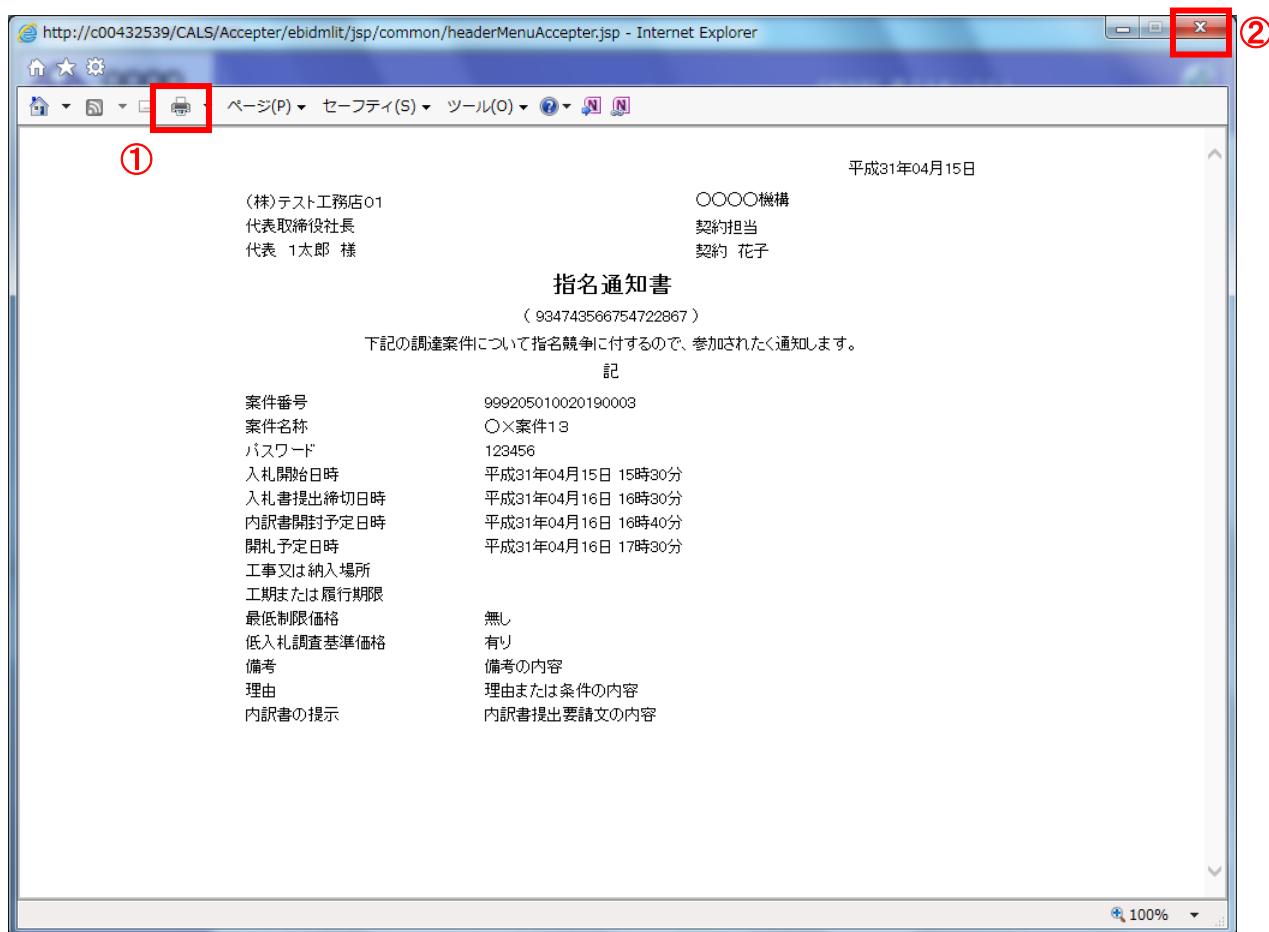 http://c00432539/CALS/Accepter/ebidmlit/jsp/common/headerMenuAccepter.jsp - Internet Explorer
②
ページ(P) セーフティ(S) ツール(O)
①
平成31年04月15日
(株)テスト工務店01 〇〇〇〇機構
代表取締役社長 契約担当
代表 1太郎 様 契約 花子
指名通知書
( 934743566754722867 )
下記の調達案件について指名競争に付するので、参加されたく通知します。
記
案件番号 999205010020190003
案件名称 〇×案件13
パスワード 123456
入札開始日時 平成31年04月15日 15時30分
入札書提出締切日時 平成31年04月16日 16時30分
内訳書開封予定日時 平成31年04月16日 16時40分
開札予定日時 平成31年04月16日 17時30分
工事又は納入場所
工期または履行期限
最低制限価格 無し
低入札調査基準価格 有り
備考 備考の内容
理由 理由または条件の内容
内訳書の提示 内訳書提出要請文の内容
100%